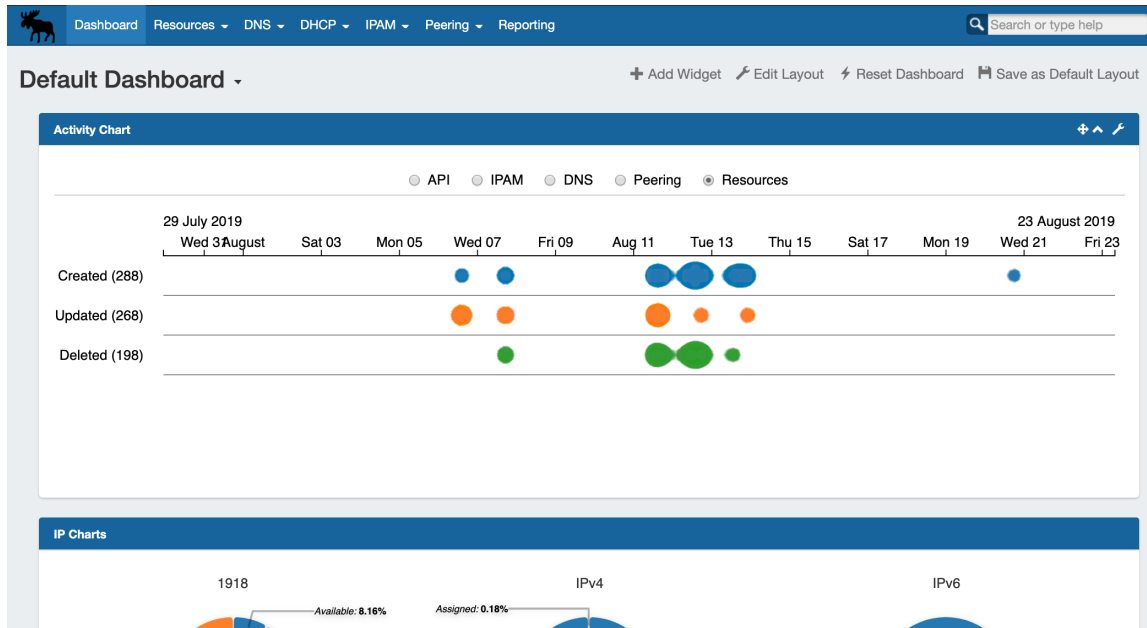 Dashboard Resources DNS DHCP IPAM Peering Reporting Search or type help
Default Dashboard Add Widget Edit Layout Reset Dashboard Save as Default Layout
Activity Chart
API IPAM DNS Peering Resources
29 July 2019 23 August 2019
Wed 31 August Sat 03 Mon 05 Wed 07 Fri 09 Aug 11 Tue 13 Thu 15 Sat 17 Mon 19 Wed 21 Fri 23
Created (288)
Updated (268)
Deleted (198)
IP Charts
1918 IPv4 IPv6
Available: 8.16% Assigned: 0.18%